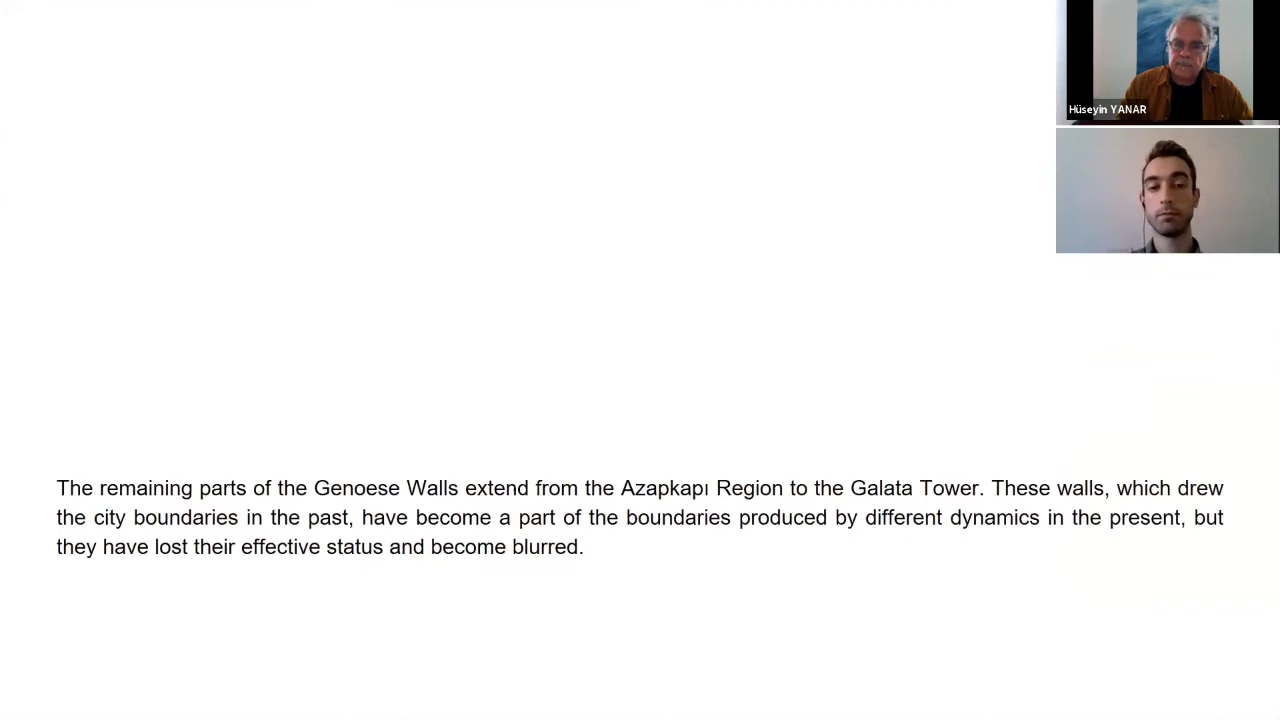 Hüseyin YANAR
The remaining parts of the Genoese Walls extend from the Azapkapı Region to the Galata Tower. These walls, which drew
the city boundaries in the past, have become a part of the boundaries produced by different dynamics in the present, but
they have lost their effective status and become blurred.